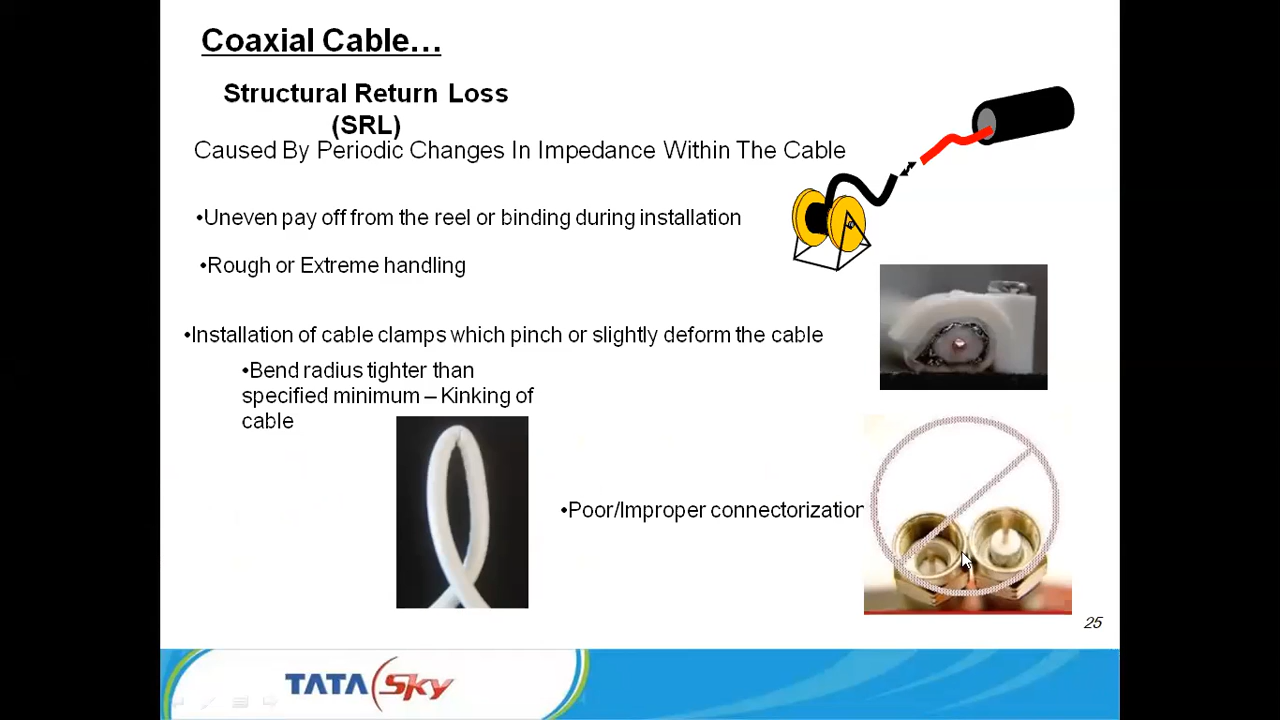 Coaxial Cable…
Structural Return Loss
(SRL)
Caused By Periodic Changes In Impedance Within The Cable
•Uneven pay off from the reel or binding during installation
•Rough or Extreme handling
•Installation of cable clamps which pinch or slightly deform the cable
•Bend radius tighter than
specified minimum – Kinking of
cable
•Poor/Improper connectorization
25
TATA Sky